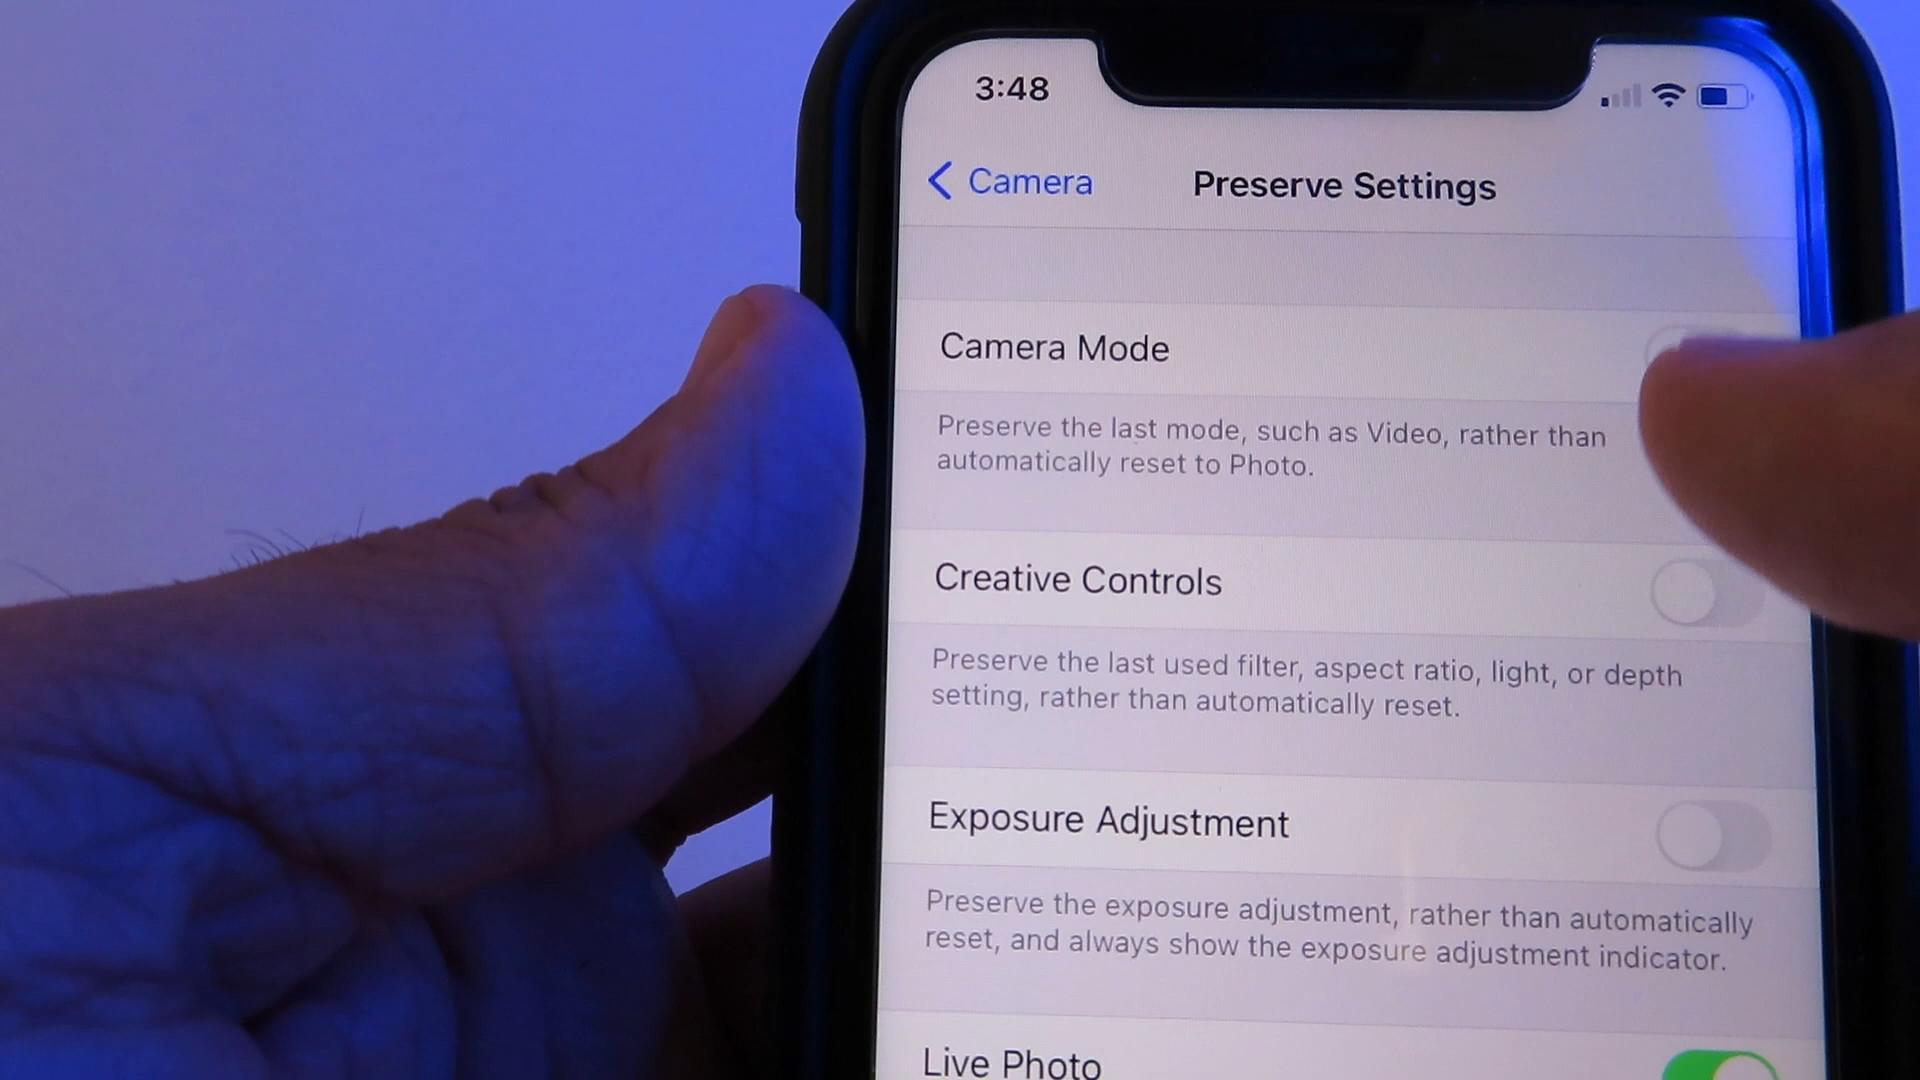 3:48
Camera
Preserve Settings
Camera Mode
Preserve the last mode, such as Video, rather than
automatically reset to Photo.
Creative Controls
Preserve the last used filter, aspect ratio, light, or depth
setting, rather than automatically reset.
Exposure Adjustment
Preserve the exposure adjustment, rather than automatically
reset, and always show the exposure adjustment indicator.
Live Photo